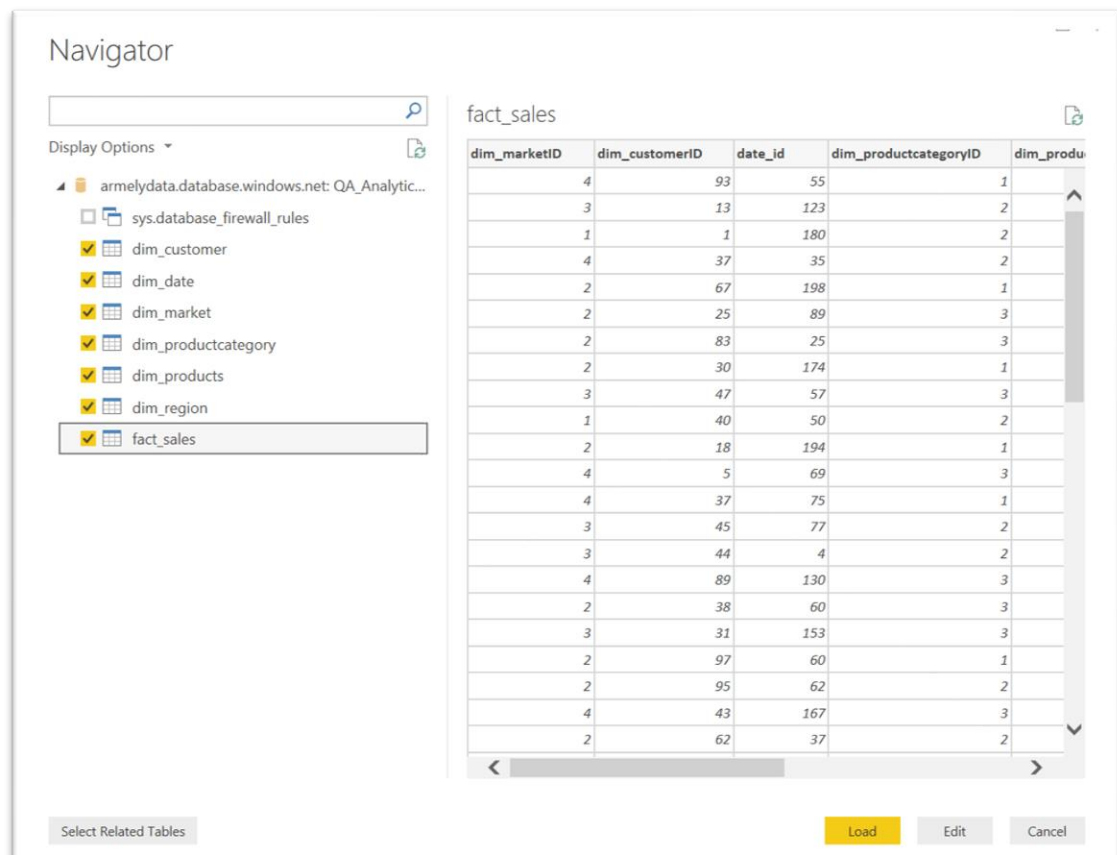 Navigator
Display Options
armelydata.database.windows.net: QA_Analytic...
sys.database_firewall_rules
dim_customer
dim_date
dim_market
dim_productcategory
dim_products
dim_region
fact_sales
fact_sales
dim_marketID dim_customerID date_id dim_productcategoryID dim_produ
4 93 55 1
3 13 123 2
1 1 180 2
4 37 35 2
2 67 198 1
2 25 89 3
2 83 25 3
2 30 174 1
3 47 57 3
1 40 50 2
2 18 194 1
4 5 69 3
4 37 75 1
3 45 77 2
3 44 4 2
4 89 130 3
2 38 60 3
3 31 153 3
2 97 60 1
2 95 62 2
4 43 167 3
2 62 37 2
Select Related Tables
Load Edit Cancel